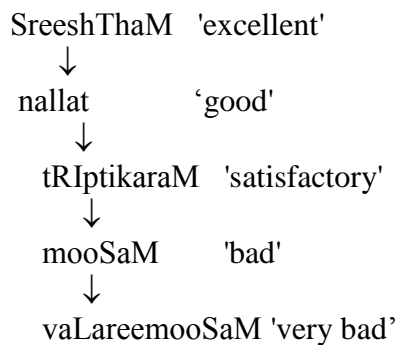 SreeshThaM 'excellent'
↓
nallat ‘good'
↓
tRIptikaraM 'satisfactory'
↓
mooSaM 'bad'
↓
vaLareemooSaM 'very bad’